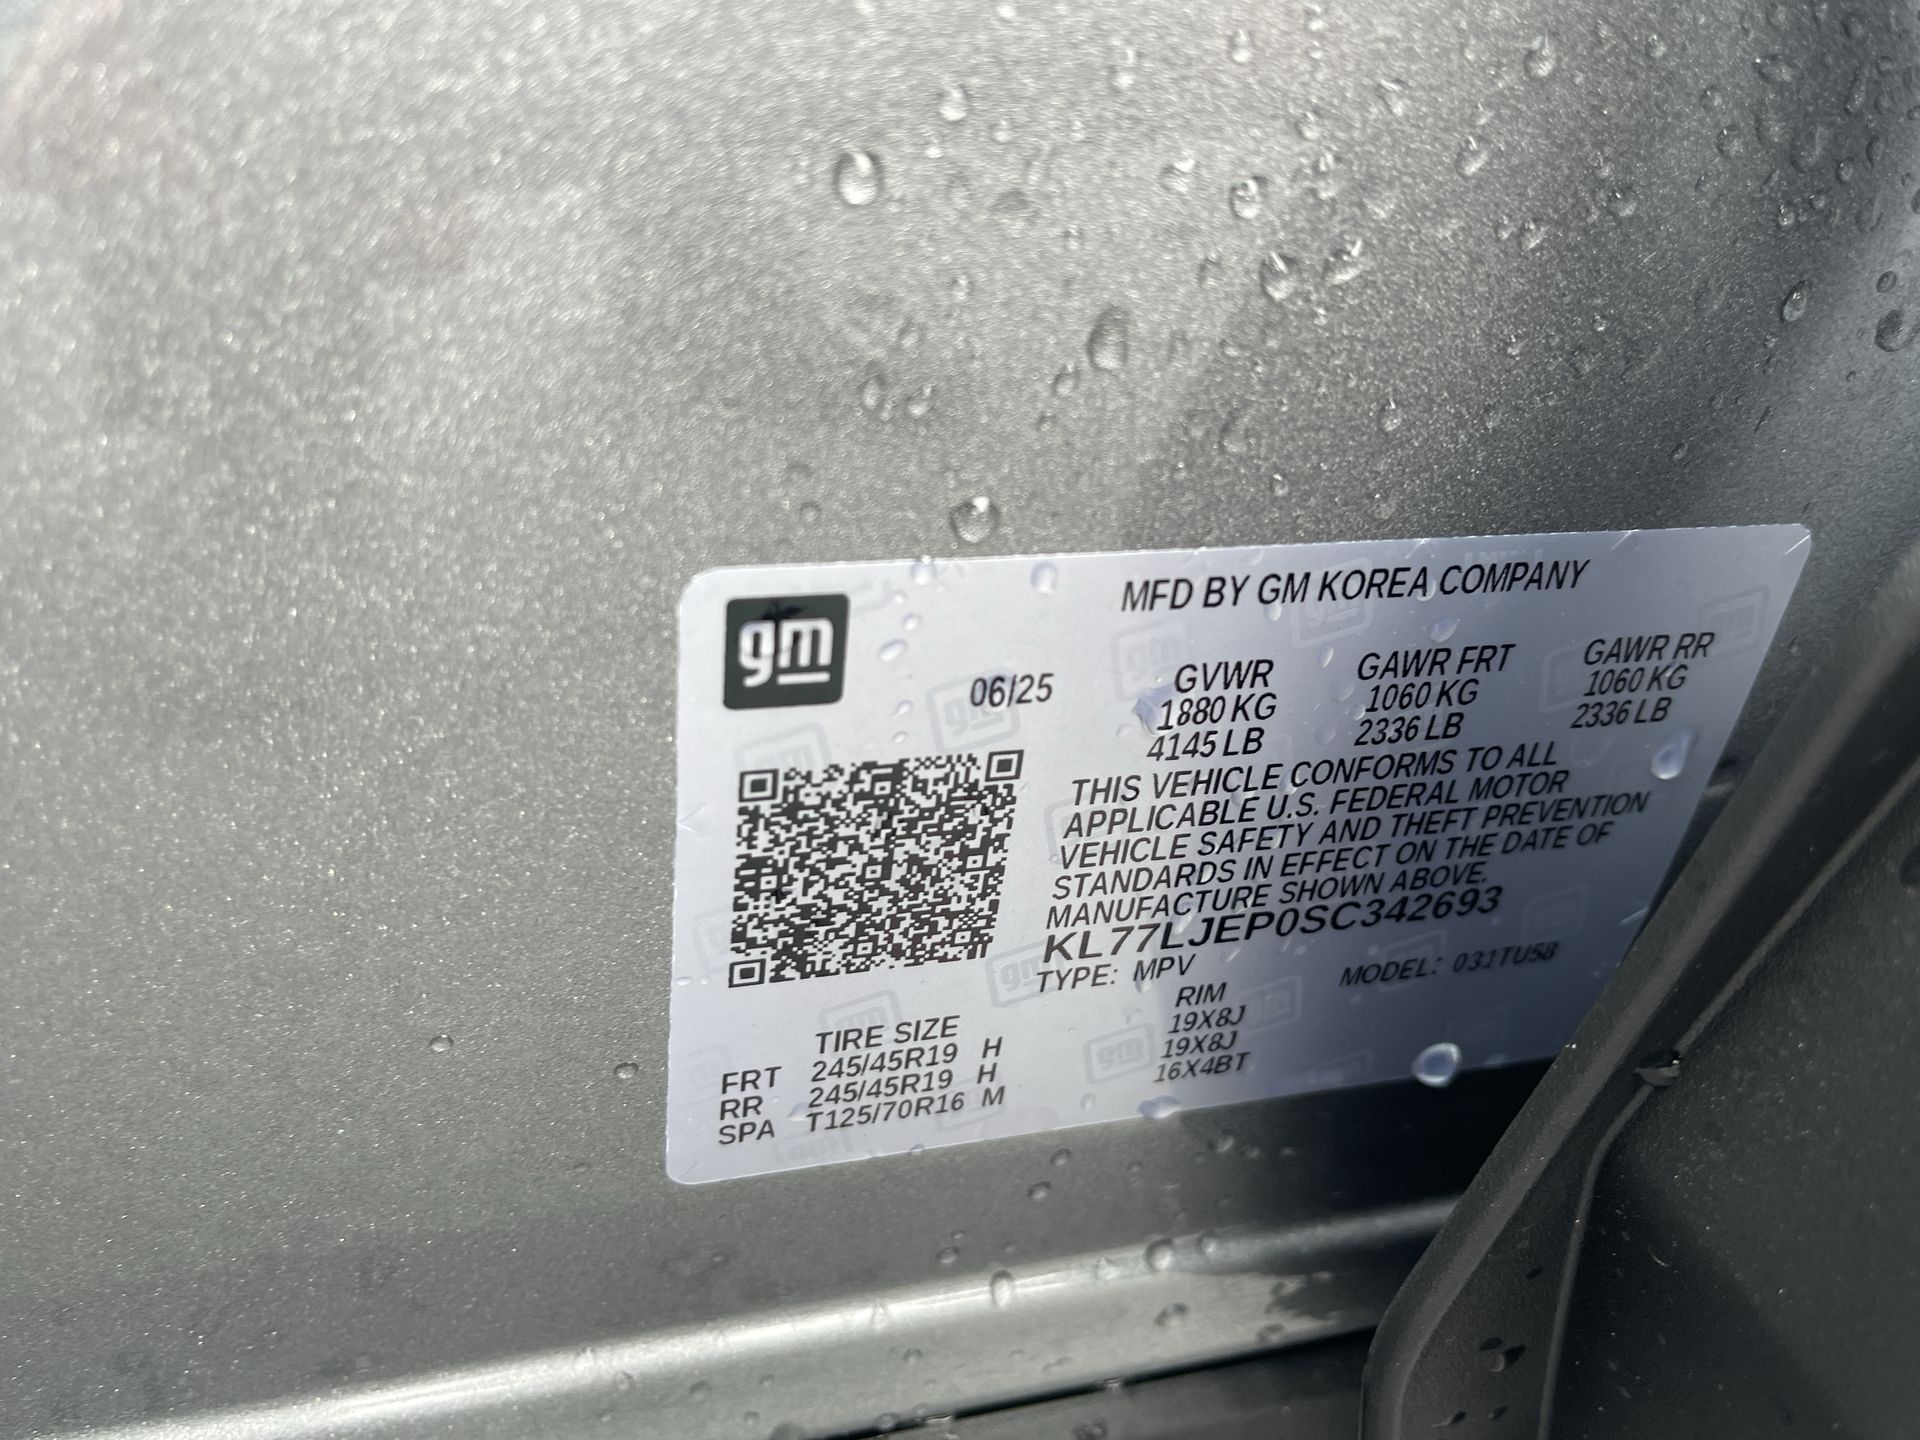 gm
MFD BY GM KOREA COMPANY
06/25
GVWR GAWR FRT GAWR RR
1880 KG 1060 KG 1060 KG
4145 LB 2336 LB 2336 LB
THIS VEHICLE CONFORMS TO ALL
APPLICABLE U.S. FEDERAL MOTOR
VEHICLE SAFETY AND THEFT PREVENTION
STANDARDS IN EFFECT ON THE DATE OF
MANUFACTURE SHOWN ABOVE.
KL77LJEP0SC342693
TYPE: MPV MODEL: 031TU58
TIRE SIZE RIM
FRT 245/45R19 H 19X8J
RR 245/45R19 H 19X8J
SPA T125/70R16 M 16X4BT